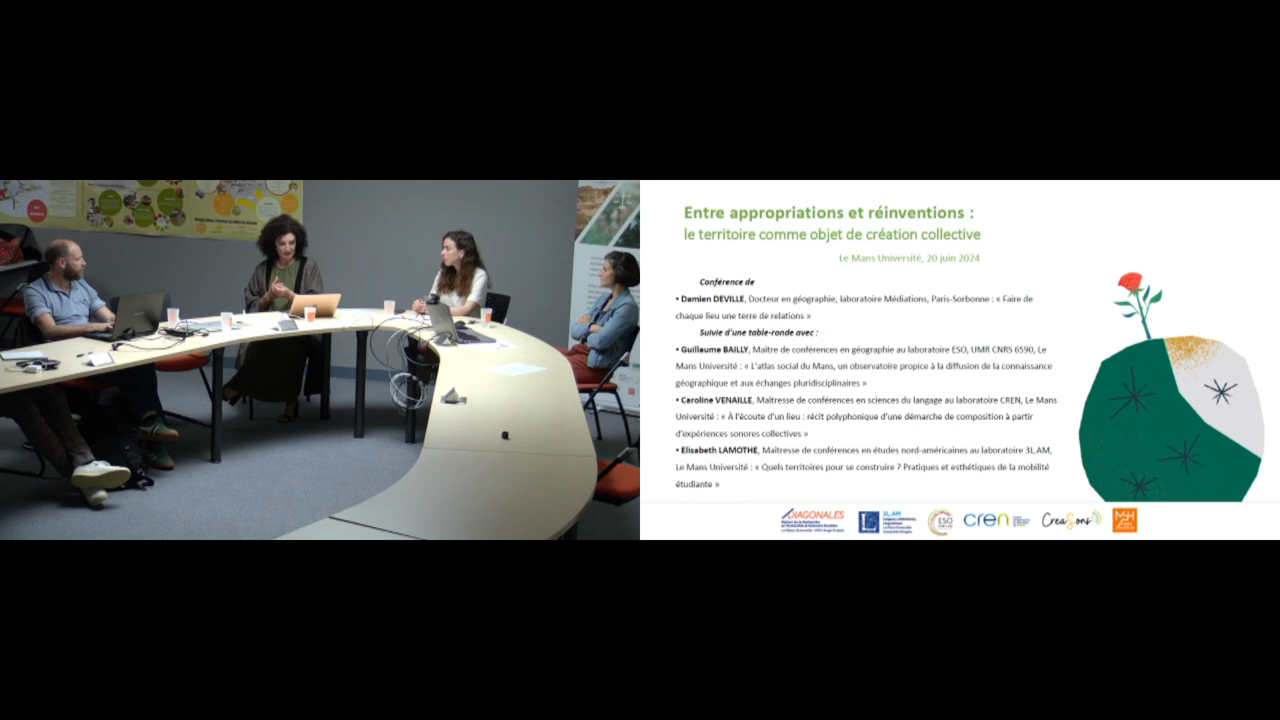 Entre appropriations et réinventions :
le territoire comme objet de création collective
Le Mans Université, 20 juin 2024
Conférence de
• Damien DEVILLE, Docteur en géographie, laboratoire Médiations, Paris-Sorbonne : « Faire de
chaque lieu une terre de relations »
Suivie d'une table-ronde avec :
• Guillaume BAILLY, Maître de conférences en géographie au laboratoire ESO, UMR CNRS 6590, Le
Mans Université : « L'atlas social du Mans, un observatoire propice à la diffusion de la connaissance
géographique et aux échanges pluridisciplinaires »
• Caroline VENAILLE, Maîtresse de conférences en sciences du langage au laboratoire CREN, Le Mans
Université : « À l'écoute d'un lieu : récit polyphonique d'une démarche de composition à partir
d'expériences sonores collectives »
• Elisabeth LAMOTHE, Maîtresse de conférences en études nord-américaines au laboratoire 3L.AM,
Le Mans Université : « Quels territoires pour se construire ? Pratiques et esthétiques de la mobilité
étudiante »
DIAGONALES
3L.AM
ESO
cren
CreaSons
MSH